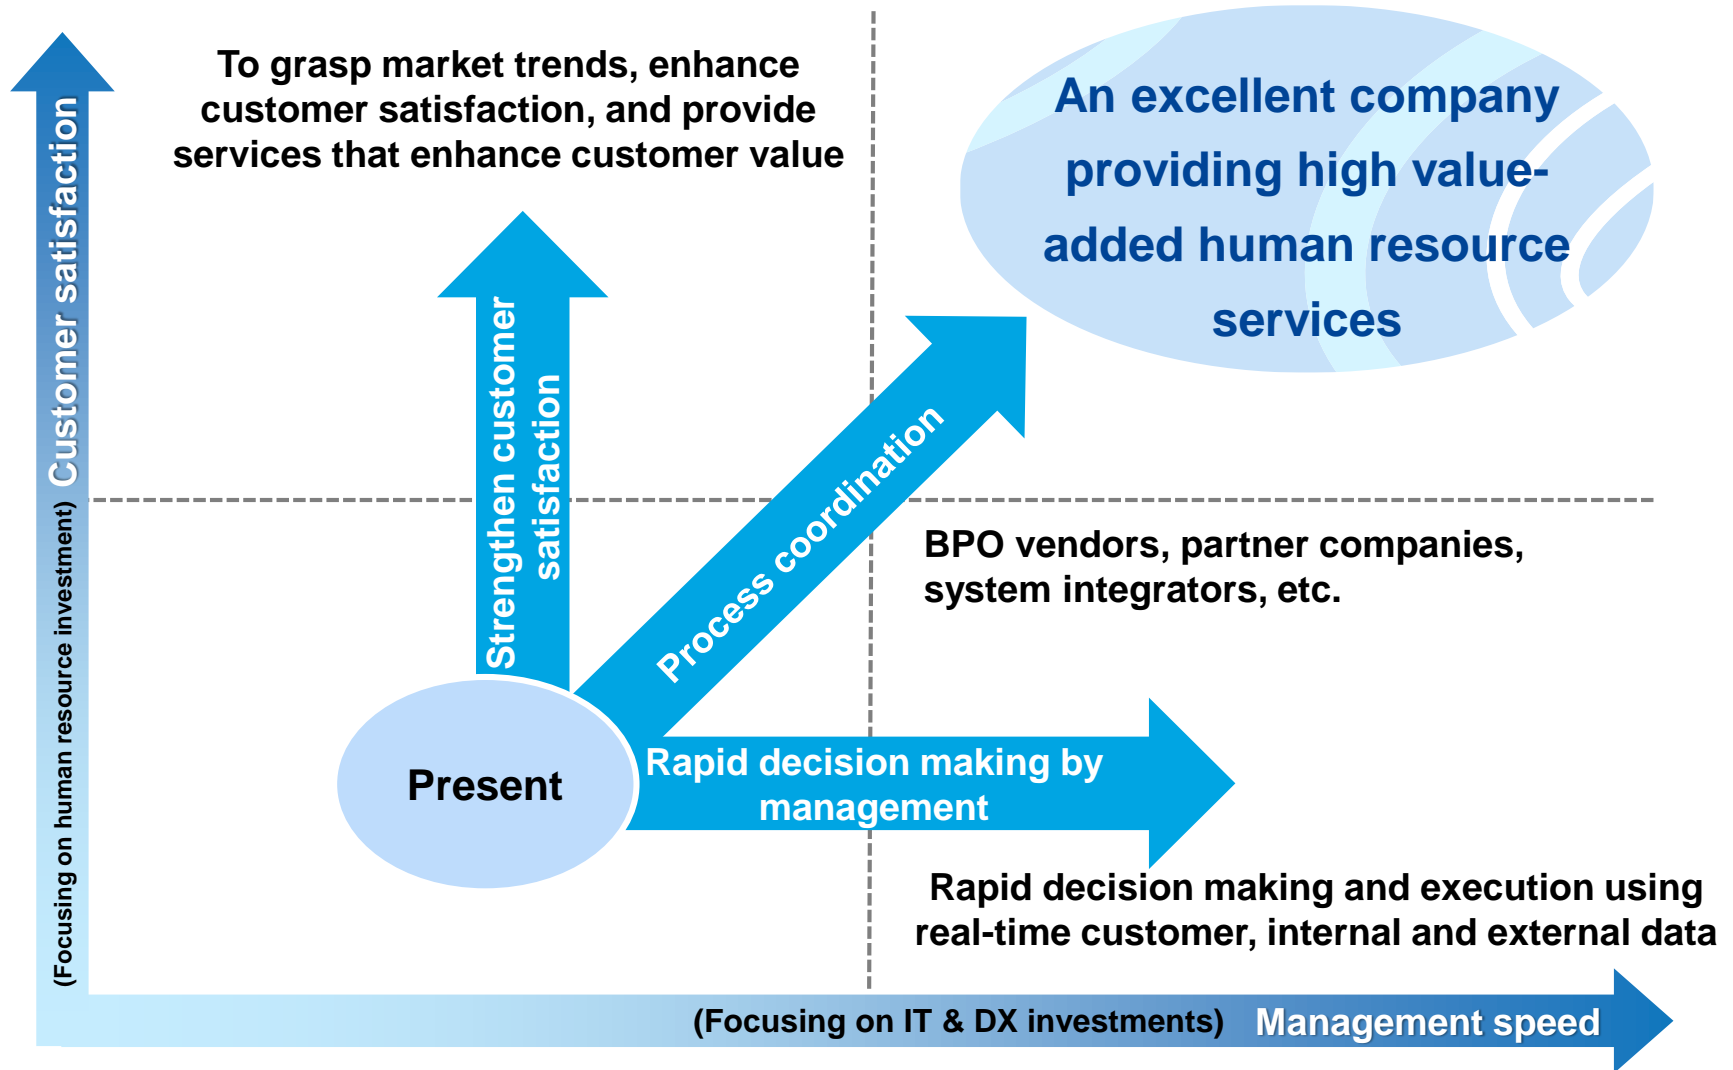 To grasp market trends, enhance
customer satisfaction, and provide
services that enhance customer value
An excellent company
providing high value-
added human resource
services
Customer satisfaction
(Focusing on human resource investment)
Strengthen customer
satisfaction
Process coordination
BPO vendors, partner companies,
system integrators, etc.
Present
Rapid decision making by
management
Rapid decision making and execution using
real-time customer, internal and external data
(Focusing on IT & DX investments) Management speed